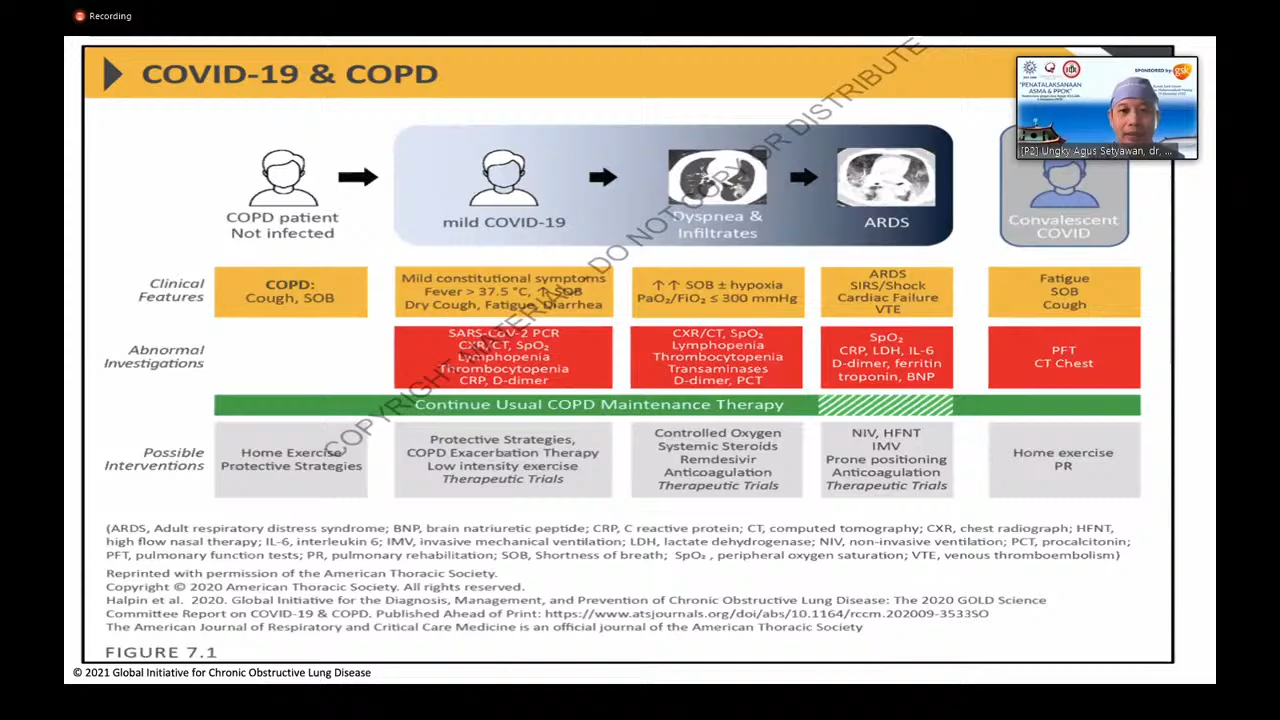 Recording
COVID-19 & COPD
SPONSORED by:
gsk
"PENATALAKSANAAN
ASMA & PPOK"
[P2] Ungky Agus Setyawan, dr, ...
COPYRIGHT MATERIAL - DO NOT COPY OR DISTRIBUTE
COPD patient
Not infected
mild COVID-19
Dyspnea &
Infiltrates
ARDS
Convalescent
COVID
Clinical
Features
COPD:
Cough, SOB
Mild constitutional symptoms
Fever > 37.5 °C, ↑ SOB
Dry Cough, Fatigue, Diarrhea
↑↑ SOB ± hypoxia
PaO₂/FiO₂ ≤ 300 mmHg
ARDS
SIRS/Shock
Cardiac Failure
VTE
Fatigue
SOB
Cough
Abnormal
Investigations
SARS-CoV-2 PCR
CXR/CT, SpO₂
Lymphopenia
Thrombocytopenia
CRP, D-dimer
CXR/CT, SpO₂
Lymphopenia
Thrombocytopenia
Transaminases
D-dimer, PCT
SpO₂
CRP, LDH, IL-6
D-dimer, ferritin
troponin, BNP
PFT
CT Chest
Continue Usual COPD Maintenance Therapy
Possible
Interventions
Home Exercise
Protective Strategies
Protective Strategies,
COPD Exacerbation Therapy
Low intensity exercise
Therapeutic Trials
Controlled Oxygen
Systemic Steroids
Remdesivir
Anticoagulation
Therapeutic Trials
NIV, HFNT
IMV
Prone positioning
Anticoagulation
Therapeutic Trials
Home exercise
PR
(ARDS, Adult respiratory distress syndrome; BNP, brain natriuretic peptide; CRP, C reactive protein; CT, computed tomography; CXR, chest radiograph; HFNT,
high flow nasal therapy; IL-6, interleukin 6; IMV, invasive mechanical ventilation; LDH, lactate dehydrogenase; NIV, non-invasive ventilation; PCT, procalcitonin;
PFT, pulmonary function tests; PR, pulmonary rehabilitation; SOB, Shortness of breath; SpO₂ , peripheral oxygen saturation; VTE, venous thromboembolism)
Reprinted with permission of the American Thoracic Society.
Copyright © 2020 American Thoracic Society. All rights reserved.
Halpin et al. 2020. Global Initiative for the Diagnosis, Management, and Prevention of Chronic Obstructive Lung Disease: The 2020 GOLD Science
Committee Report on COVID-19 & COPD. Published Ahead of Print: https://www.atsjournals.org/doi/abs/10.1164/rccm.202009-3533SO
The American Journal of Respiratory and Critical Care Medicine is an official journal of the American Thoracic Society
FIGURE 7.1
© 2021 Global Initiative for Chronic Obstructive Lung Disease